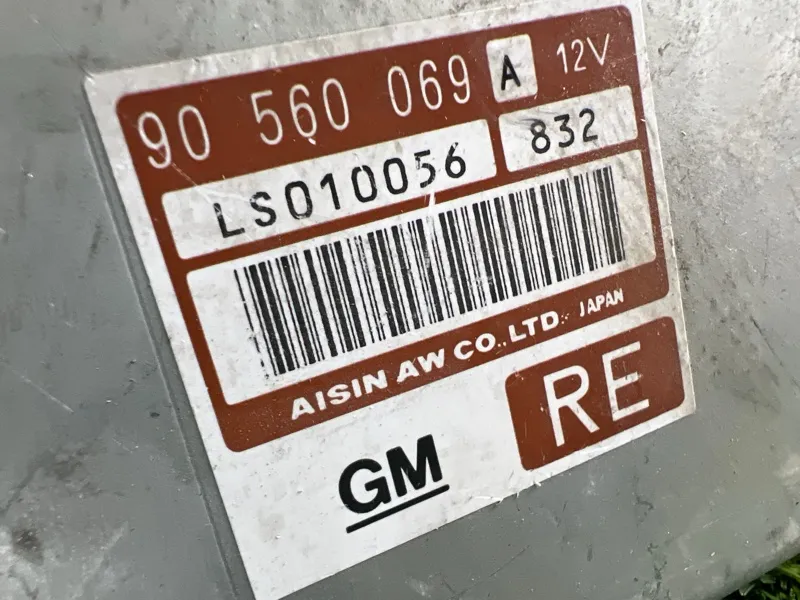 90 560 069 A 12V
LS010056 832
AISIN AW CO.,LTD. JAPAN
GM RE